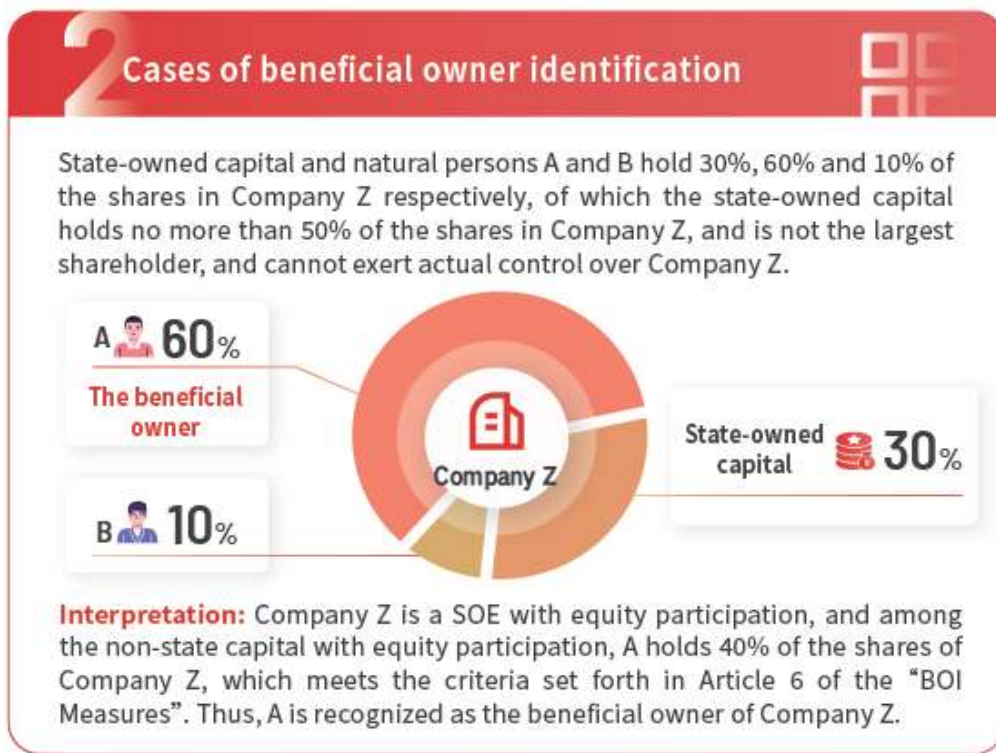 2 Cases of beneficial owner identification
State-owned capital and natural persons A and B hold 30%, 60% and 10% of
the shares in Company Z respectively, of which the state-owned capital
holds no more than 50% of the shares in Company Z, and is not the largest
shareholder, and cannot exert actual control over Company Z.
A 60%
The beneficial
owner
B 10%
Company Z
State-owned
capital 30%
Interpretation: Company Z is a SOE with equity participation, and among
the non-state capital with equity participation, A holds 40% of the shares of
Company Z, which meets the criteria set forth in Article 6 of the “BOI
Measures”. Thus, A is recognized as the beneficial owner of Company Z.